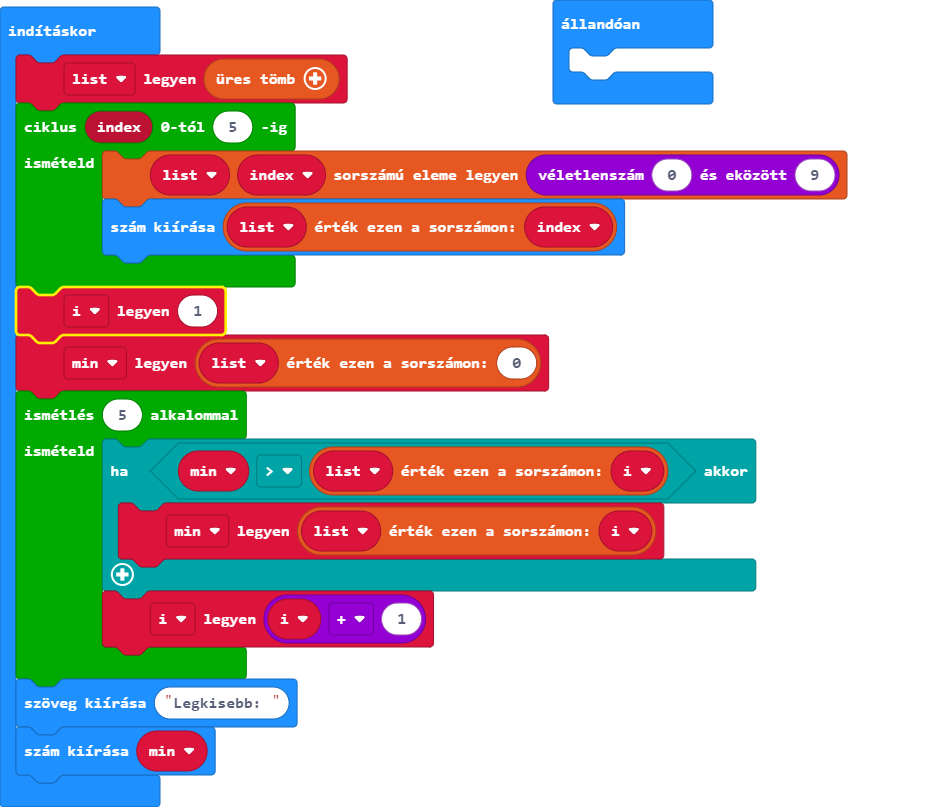 indításkor
list legyen üres tömb
ciklus index 0-tól 5 -ig
ismételd
list index sorszámú eleme legyen véletlenszám 0 és eközött 9
szám kiírása list érték ezen a sorszámon: index
i legyen 1
min legyen list érték ezen a sorszámon: 0
ismétlés 5 alkalommal
ismételd
ha min > list érték ezen a sorszámon: i akkor
min legyen list érték ezen a sorszámon: i
i legyen i + 1
szöveg kiírása "Legkisebb: "
szám kiírása min
állandóan